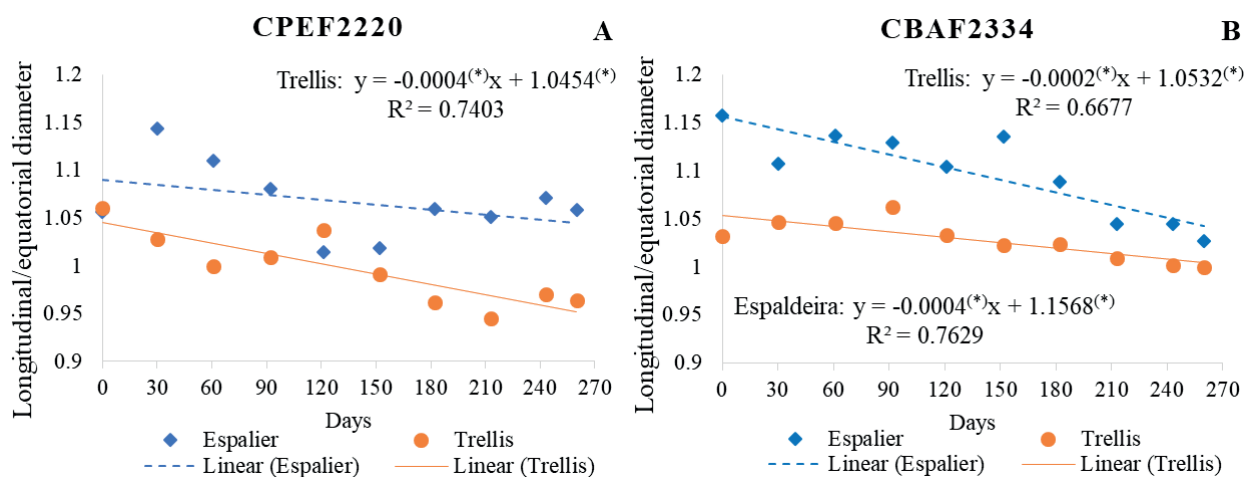 CPEF2220
A
Trellis: y = -0.0004(*)x + 1.0454(*)
R² = 0.7403
Longitudinal/equatorial diameter
1.2
1.15
1.1
1.05
1
0.95
0.9
0 30 60 90 120 150 180 210 240 270
Days
Espalier
Trellis
Linear (Espalier)
Linear (Trellis)
CBAF2334
B
Trellis: y = -0.0002(*)x + 1.0532(*)
R² = 0.6677
Longitudinal/equatorial diameter
1.2
1.15
1.1
1.05
1
0.95
0.9
Espaldeira: y = -0.0004(*)x + 1.1568(*)
R² = 0.7629
0 30 60 90 120 150 180 210 240 270
Days
Espalier
Trellis
Linear (Espalier)
Linear (Trellis)